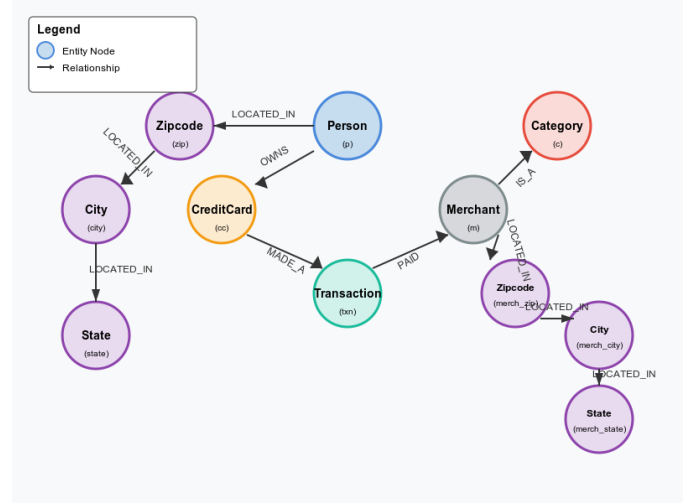 Legend
Entity Node
Relationship
Zipcode
(zip)
LOCATED_IN
Person
(p)
Category
(c)
LOCATED_IN
OWNS
IS_A
City
(city)
CreditCard
(cc)
Merchant
(m)
LOCATED_IN
MADE_A
PAID
LOCATED_IN
Transaction
(txn)
Zipcode
(merch_zip)
LOCATED_IN
State
(state)
City
(merch_city)
LOCATED_IN
State
(merch_state)